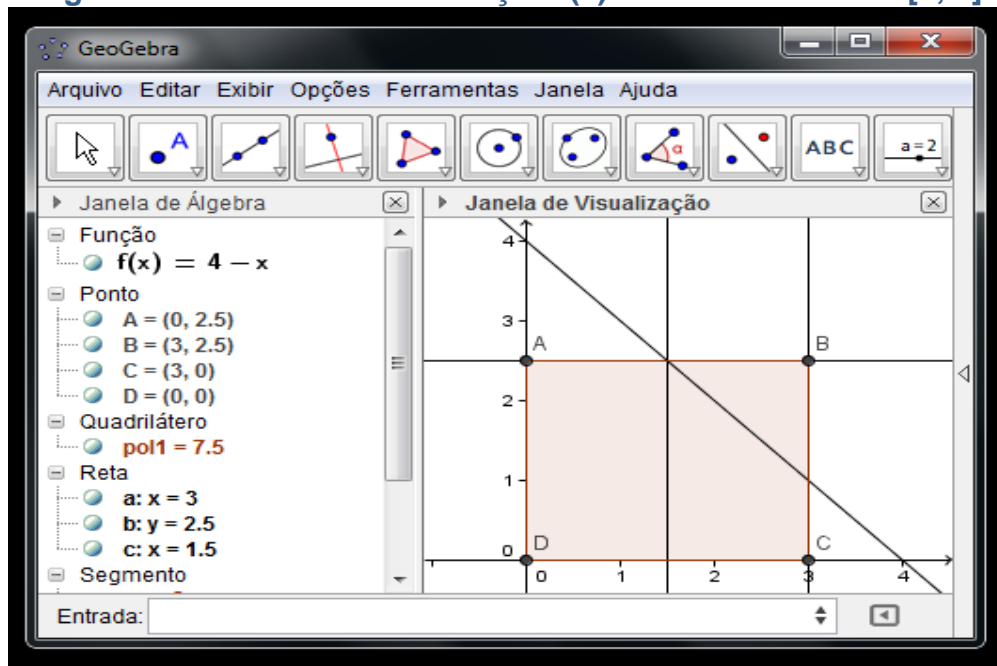 GeoGebra
Arquivo Editar Exibir Opções Ferramentas Janela Ajuda
A
α
ABC
a=2
Janela de Álgebra
Função
f(x) = 4 − x
Ponto
A = (0, 2.5)
B = (3, 2.5)
C = (3, 0)
D = (0, 0)
Quadrilátero
pol1 = 7.5
Reta
a: x = 3
b: y = 2.5
c: x = 1.5
Segmento
Janela de Visualização
4
3
A
B
2
1
0
D
C
0 1 2 3 4
Entrada: